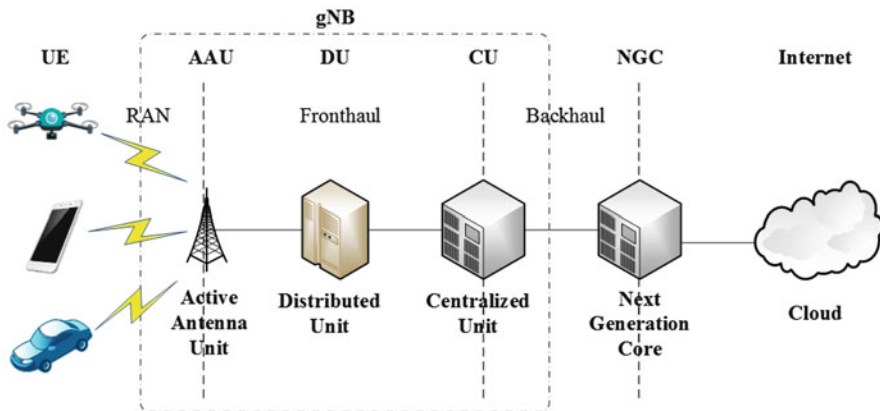 gNB
UE
AAU
DU
CU
NGC
Internet
RAN
Fronthaul
Backhaul
Active
Antenna
Unit
Distributed
Unit
Centralized
Unit
Next
Generation
Core
Cloud